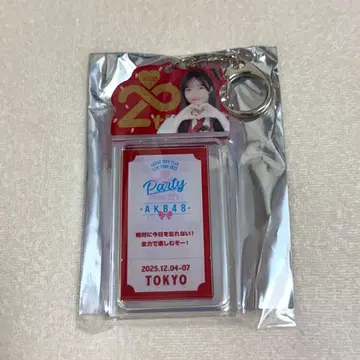 20
Party
AKB48
絶対に今日を忘れない!
全力で楽しむぞー!
2025.12.04-07
TOKYO